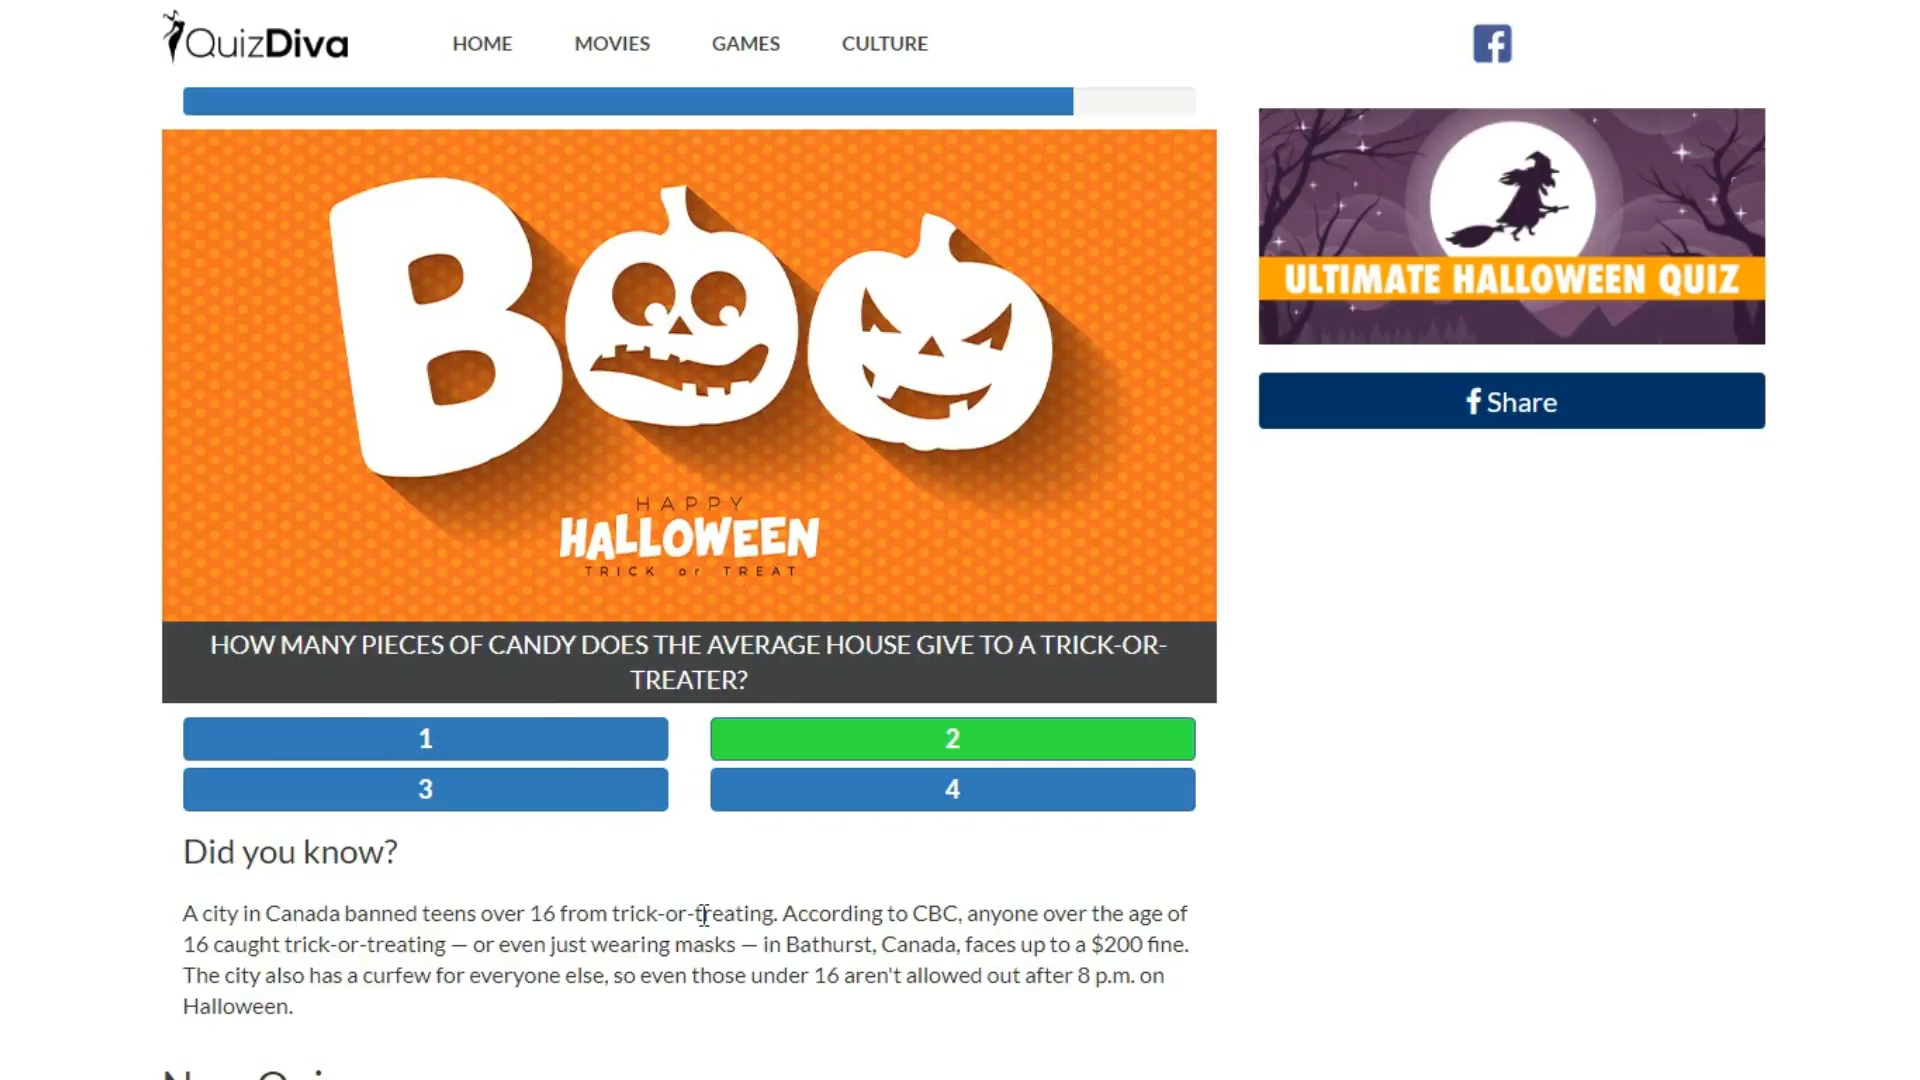 QuizDiva
HOME MOVIES GAMES CULTURE
BOO
HAPPY
HALLOWEEN
TRICK or TREAT
HOW MANY PIECES OF CANDY DOES THE AVERAGE HOUSE GIVE TO A TRICK-OR-
TREATER?
1 2
3 4
Did you know?
A city in Canada banned teens over 16 from trick-or-treating. According to CBC, anyone over the age of
16 caught trick-or-treating — or even just wearing masks — in Bathurst, Canada, faces up to a $200 fine.
The city also has a curfew for everyone else, so even those under 16 aren't allowed out after 8 p.m. on
Halloween.
ULTIMATE HALLOWEEN QUIZ
Share